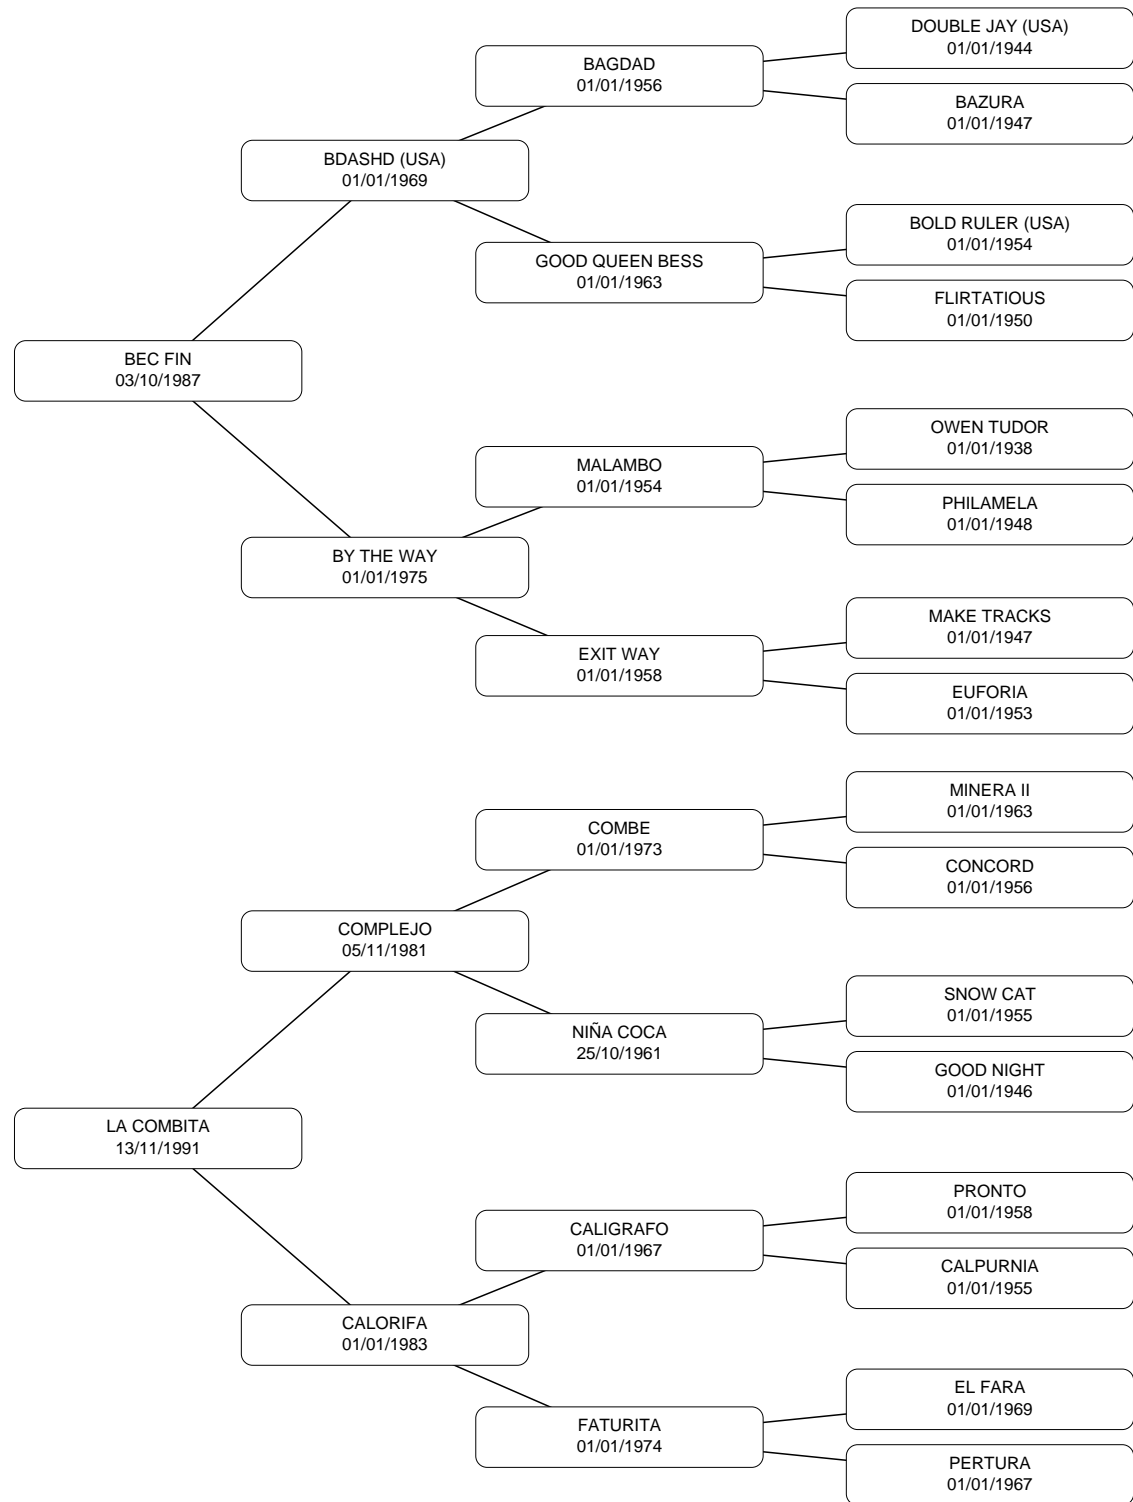 DOUBLE JAY (USA)
01/01/1944
BAGDAD
01/01/1956
BAZURA
01/01/1947
BDASHD (USA)
01/01/1969
BOLD RULER (USA)
01/01/1954
GOOD QUEEN BESS
01/01/1963
FLIRTATIOUS
01/01/1950
BEC FIN
03/10/1987
OWEN TUDOR
01/01/1938
MALAMBO
01/01/1954
PHILAMELA
01/01/1948
BY THE WAY
01/01/1975
MAKE TRACKS
01/01/1947
EXIT WAY
01/01/1958
EUFORIA
01/01/1953
MINERA II
01/01/1963
COMBE
01/01/1973
CONCORD
01/01/1956
COMPLEJO
05/11/1981
SNOW CAT
01/01/1955
NIÑA COCA
25/10/1961
GOOD NIGHT
01/01/1946
LA COMBITA
13/11/1991
PRONTO
01/01/1958
CALIGRAFO
01/01/1967
CALPURNIA
01/01/1955
CALORIFA
01/01/1983
EL FARA
01/01/1969
FATURITA
01/01/1974
PERTURA
01/01/1967